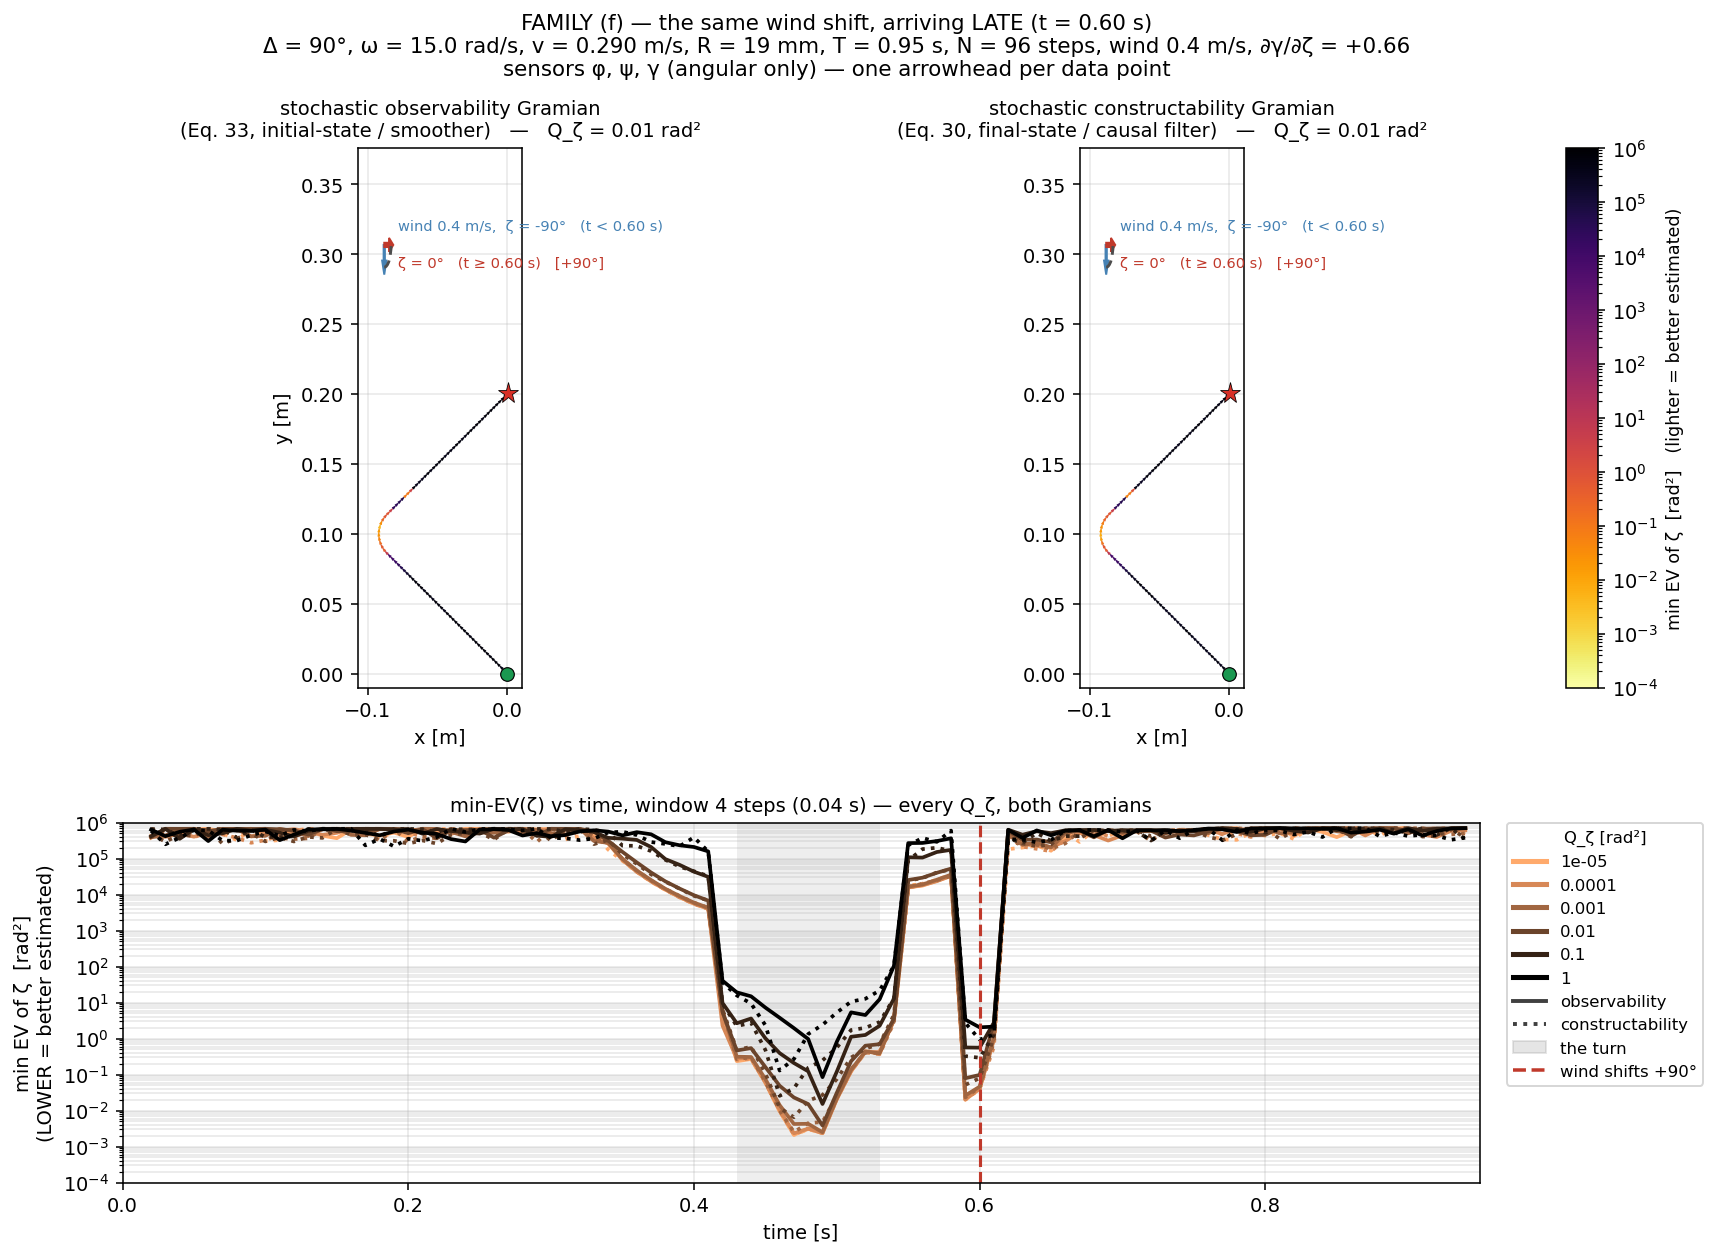 FAMILY (f) — the same wind shift, arriving LATE (t = 0.60 s)
Δ = 90°, ω = 15.0 rad/s, v = 0.290 m/s, R = 19 mm, T = 0.95 s, N = 96 steps, wind 0.4 m/s, ∂γ/∂ζ = +0.66
sensors φ, ψ, γ (angular only) — one arrowhead per data point
stochastic observability Gramian
(Eq. 33, initial-state / smoother) — Q_ζ = 0.01 rad²
0.35
0.30
0.25
0.20
0.15
0.10
0.05
0.00
y [m]
wind 0.4 m/s, ζ = -90° (t < 0.60 s)
ζ = 0° (t ≥ 0.60 s) [+90°]
−0.1
0.0
x [m]
stochastic constructability Gramian
(Eq. 30, final-state / causal filter) — Q_ζ = 0.01 rad²
0.35
0.30
0.25
0.20
0.15
0.10
0.05
0.00
wind 0.4 m/s, ζ = -90° (t < 0.60 s)
ζ = 0° (t ≥ 0.60 s) [+90°]
−0.1
0.0
x [m]
10⁶
10⁵
10⁴
10³
10²
10¹
10⁰
10⁻¹
10⁻²
10⁻³
10⁻⁴
min EV of ζ [rad²] (lighter = better estimated)
min-EV(ζ) vs time, window 4 steps (0.04 s) — every Q_ζ, both Gramians
min EV of ζ [rad²]
(LOWER = better estimated)
10⁶
10⁵
10⁴
10³
10²
10¹
10⁰
10⁻¹
10⁻²
10⁻³
10⁻⁴
0.0
0.2
0.4
0.6
0.8
time [s]
Q_ζ [rad²]
1e-05
0.0001
0.001
0.01
0.1
1
observability
constructability
the turn
wind shifts +90°